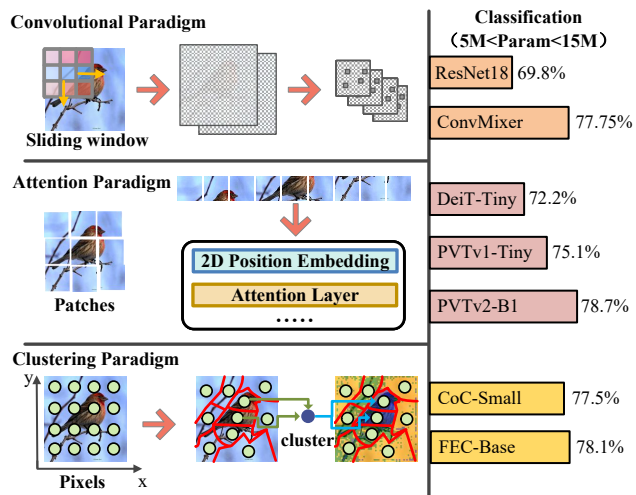 Convolutional Paradigm
Sliding window
Classification
(5M<Param<15M)
ResNet18 69.8%
ConvMixer 77.75%
Attention Paradigm
Patches
2D Position Embedding
Attention Layer
.....
DeiT-Tiny 72.2%
PVTv1-Tiny 75.1%
PVTv2-B1 78.7%
Clustering Paradigm
y
x
Pixels
cluster
CoC-Small 77.5%
FEC-Base 78.1%